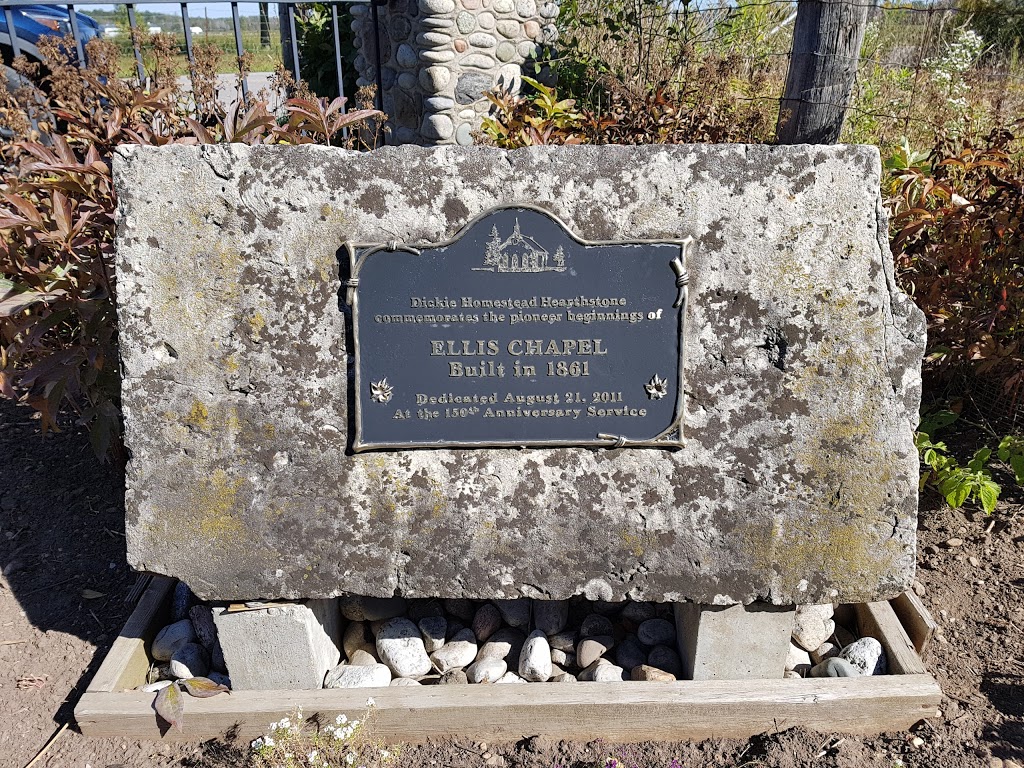 Dickie Homestead Hearthstone
commemorates the pioneer beginnings of
ELLIS CHAPEL
Built in 1861
Dedicated August 21, 2011
At the 150th Anniversary Service